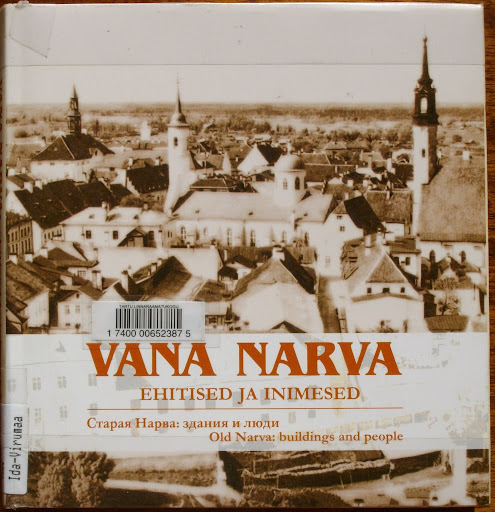 TARTU LINNARAAMATUKOGU
1 7400 00652387 5
VANA NARVA
EHITISED JA INIMESED
Старая Нарва: здания и люди
Old Narva: buildings and people
Ida-Virumaa